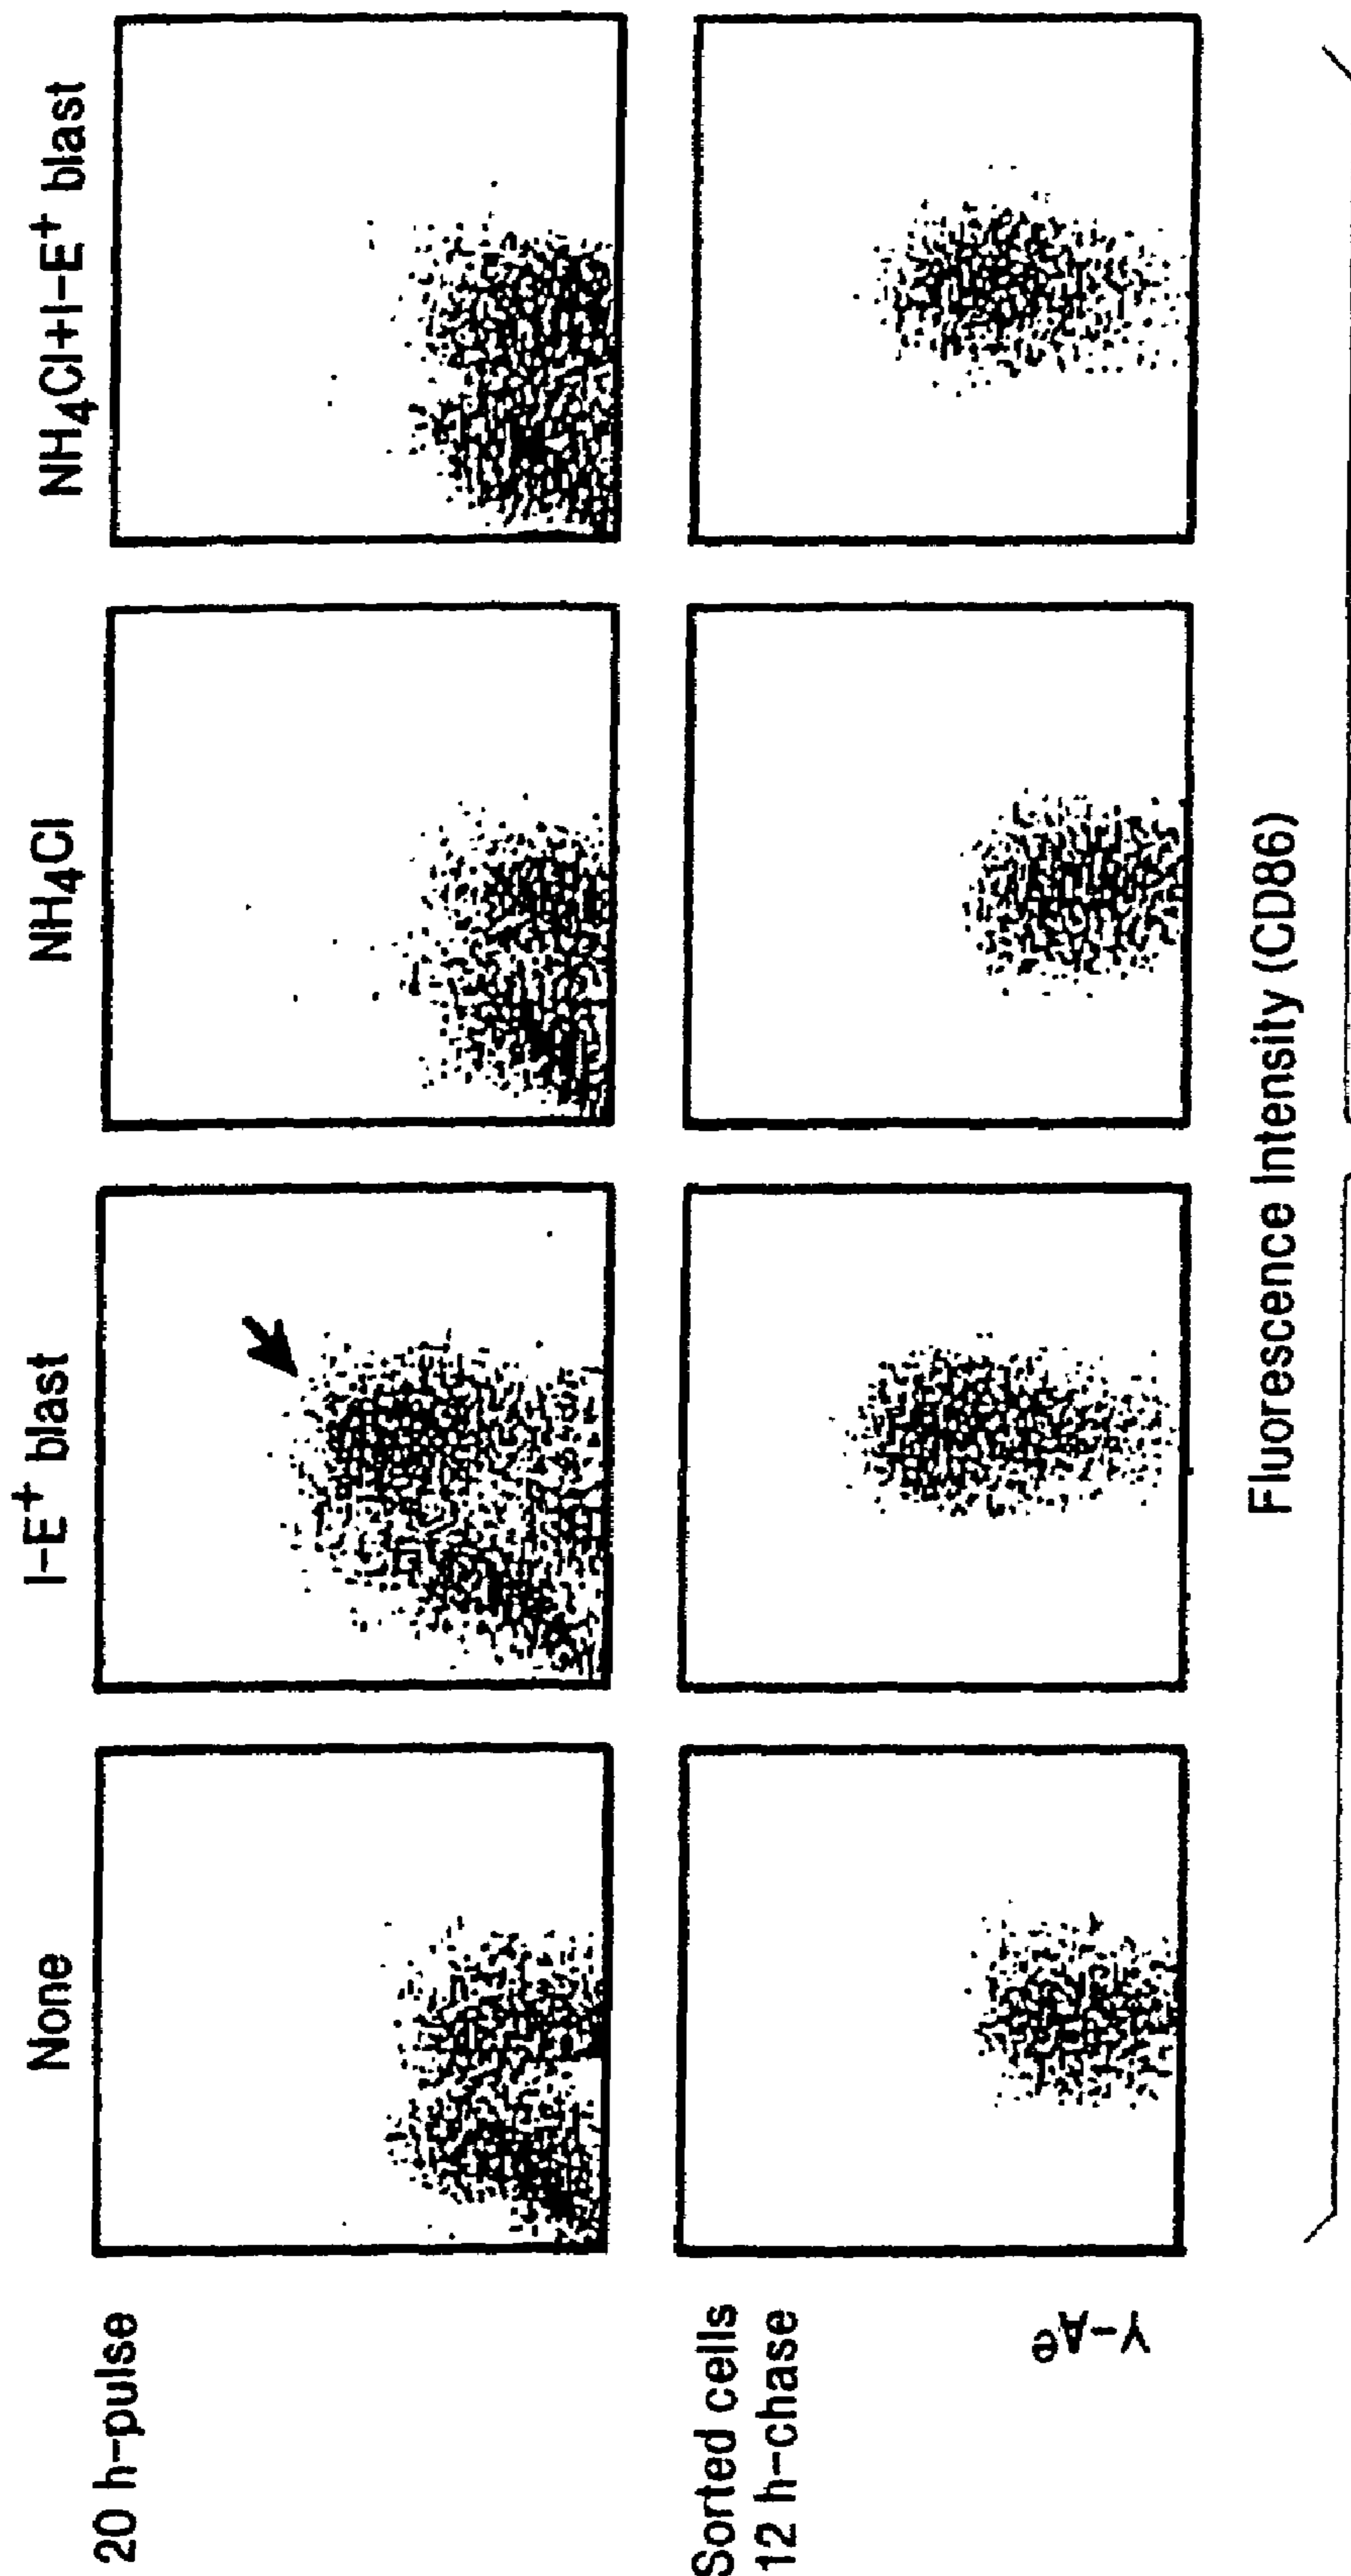 None
I-E+ blast
NH4Cl
NH4Cl+I-E+ blast
20 h-pulse
Sorted cells
12 h-chase
Y-Ae
Fluorescence Intensity (CD86)